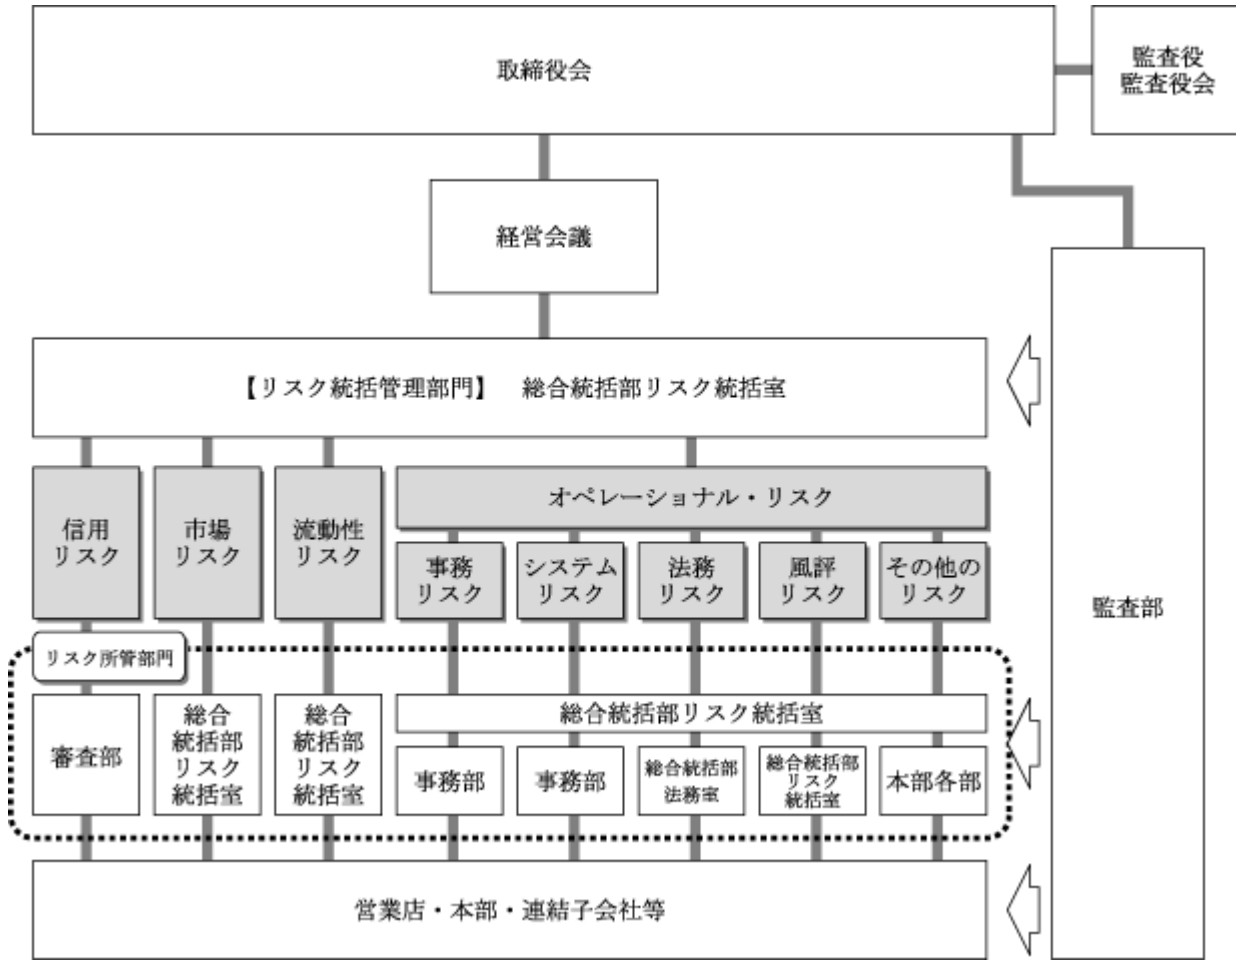 取締役会
監査役
監査役会
経営会議
【リスク統括管理部門】 総合統括部リスク統括室
信用
リスク
市場
リスク
流動性
リスク
オペレーショナル・リスク
事務
リスク
システム
リスク
法務
リスク
風評
リスク
その他の
リスク
監査部
リスク所管部門
審査部
総合
統括部
リスク
統括室
総合
統括部
リスク
統括室
総合統括部リスク統括室
事務部
事務部
総合統括部
法務室
総合統括部
リスク
統括室
本部各部
営業店・本部・連結子会社等